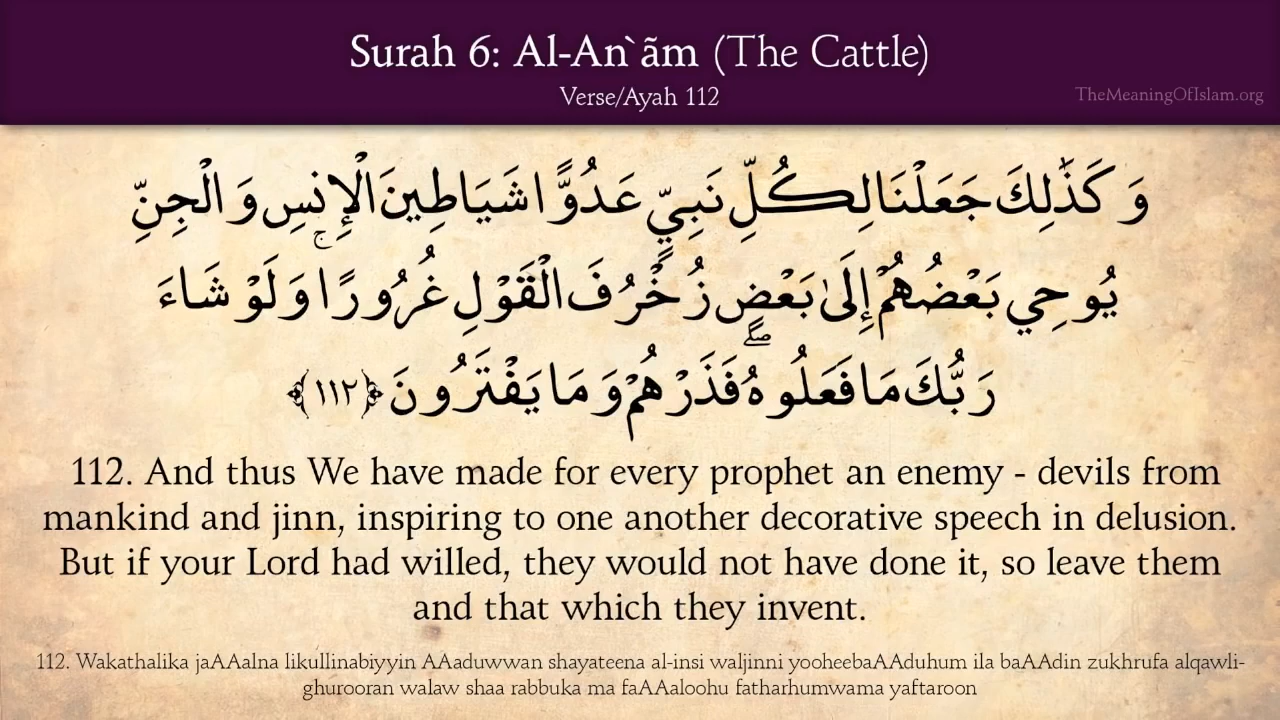 Surah 6: Al-An`ãm (The Cattle)
Verse/Ayah 112
TheMeaningOfIslam.org
وَكَذَٰلِكَ جَعَلْنَا لِكُلِّ نَبِيٍّ عَدُوًّا شَيَاطِينَ الْإِنسِ وَالْجِنِّ
يُوحِي بَعْضُهُمْ إِلَىٰ بَعْضٍ زُخْرُفَ الْقَوْلِ غُرُورًا ۚ وَلَوْ شَاءَ
رَبُّكَ مَا فَعَلُوهُ ۖ فَذَرْهُمْ وَمَا يَفْتَرُونَ ﴿١١٢﴾
112. And thus We have made for every prophet an enemy - devils from
mankind and jinn, inspiring to one another decorative speech in delusion.
But if your Lord had willed, they would not have done it, so leave them
and that which they invent.
112. Wakathalika jaAAalna likullinabiyyin AAaduwwan shayateena al-insi waljinni yooheebaAAduhum ila baAAdin zukhrufa alqawli-
ghurooran walaw shaa rabbuka ma faAAaloohu fatharhumwama yaftaroon